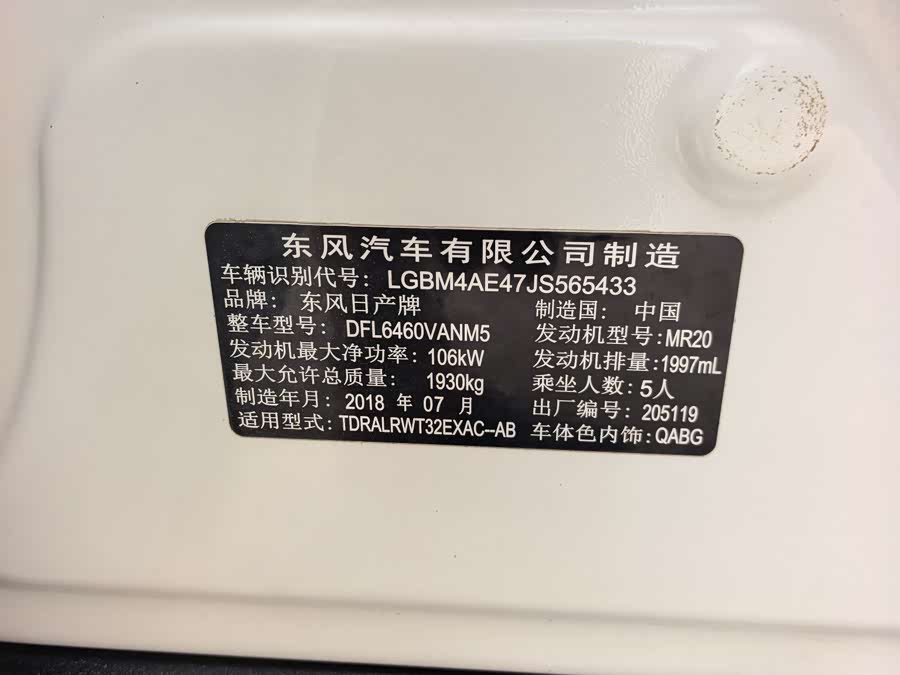 东风汽车有限公司制造
车辆识别代号：LGBM4AE47JS565433
品牌：东风日产牌 制造国：中国
整车型号：DFL6460VANM5 发动机型号：MR20
发动机最大净功率：106kW 发动机排量：1997mL
最大允许总质量：1930kg 乘坐人数：5人
制造年月：2018 年 07 月 出厂编号：205119
适用型式：TDRALRWT32EXAC--AB 车体色内饰：QABG